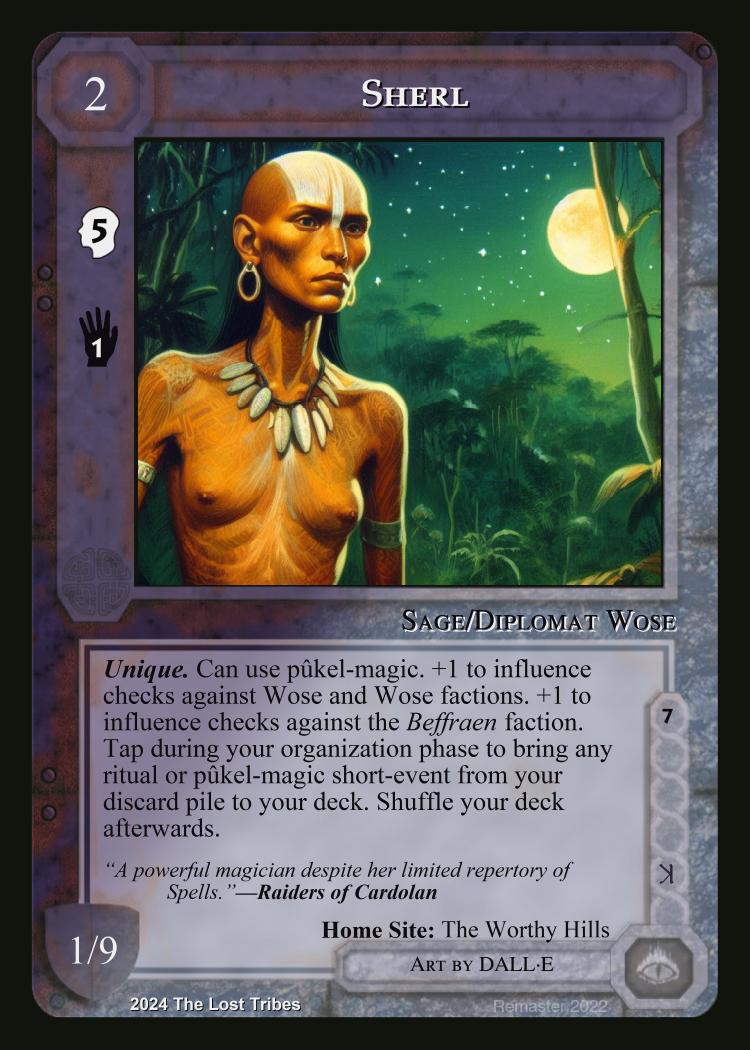 2
Sherl
5
1
Sage/Diplomat Wose
Unique. Can use pûkel-magic. +1 to influence
checks against Wose and Wose factions. +1 to
influence checks against the Beffraen faction.
Tap during your organization phase to bring any
ritual or pûkel-magic short-event from your
discard pile to your deck. Shuffle your deck
afterwards.
7
“A powerful magician despite her limited repertory of
Spells.”—Raiders of Cardolan
Home Site: The Worthy Hills
1/9
Art by DALL·E
2024 The Lost Tribes
Remaster 2022